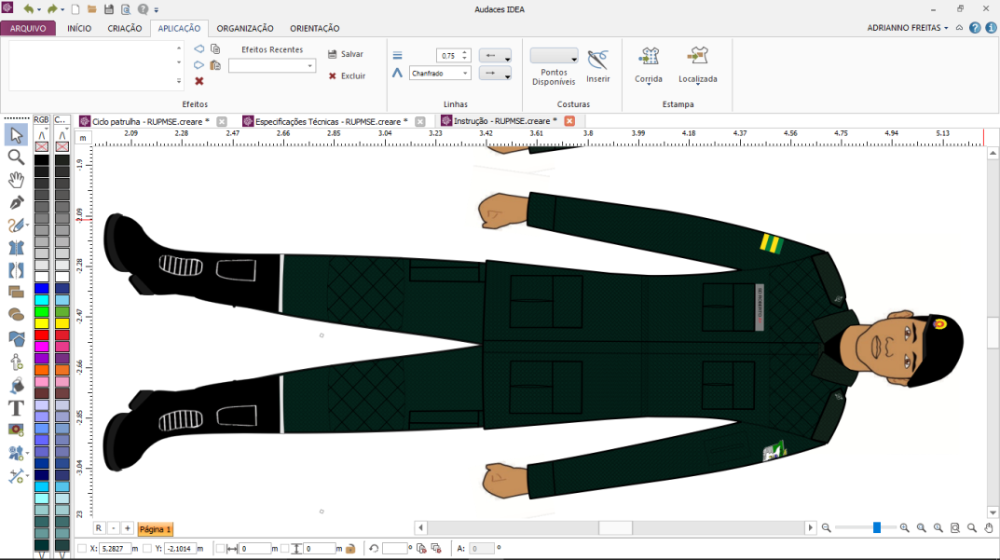 Audaces IDEA
ARQUIVO INÍCIO CRIAÇÃO APLICAÇÃO ORGANIZAÇÃO ORIENTAÇÃO ADRIANNO FREITAS
Efeitos Recentes
Salvar
Excluir
Efeitos
0,75
Chanfrado
Linhas
Pontos
Disponíveis
Inserir
Costuras
Corrida
Localizada
Estampa
RGB C...
Ciclo patrulha - RUPMSE.creare *
Especificações Técnicas - RUPMSE.creare *
Instrução - RUPMSE.creare *
m
2.09 2.28 2.47 2.66 2.85 3.04 3.23 3.42 3.61 3.8 3.99 4.18 4.37 4.56 4.75 4.94 5.13
-1.9
-2.09
-2.28
-2.47
-2.66
-2.85
-3.04
23
R - + Página 1
X: 5.2827 m 0 m 0 m º A: 0 º
Y: -2.1014 m